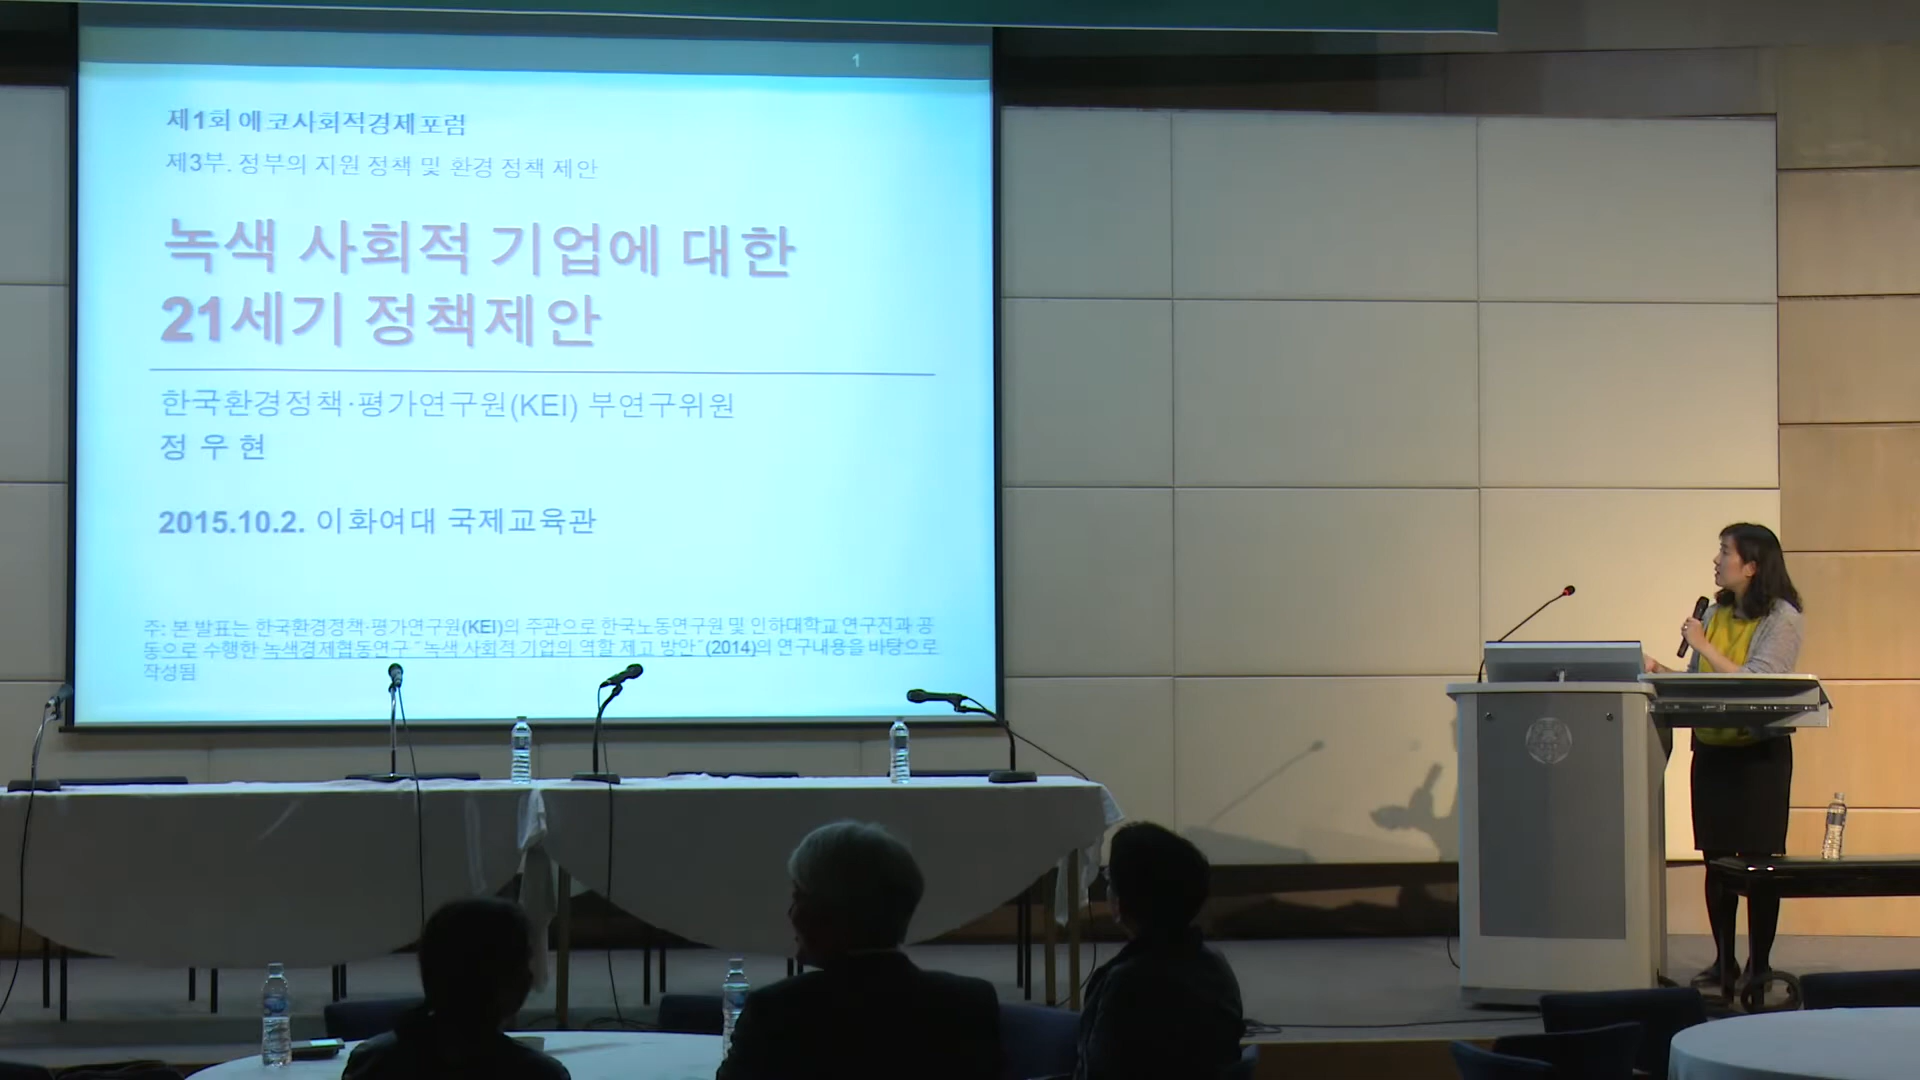 1
제1회 에코사회적경제포럼
제3부. 정부의 지원 정책 및 환경 정책 제안
녹색 사회적 기업에 대한
21세기 정책제안
한국환경정책·평가연구원(KEI) 부연구위원
정 우 현
2015.10.2. 이화여대 국제교육관
주: 본 발표는 한국환경정책·평가연구원(KEI)의 주관으로 한국노동연구원 및 인하대학교 연구진과 공
동으로 수행한 녹색경제협동연구 “녹색 사회적 기업의 역할 제고 방안”(2014)의 연구내용을 바탕으로
작성됨